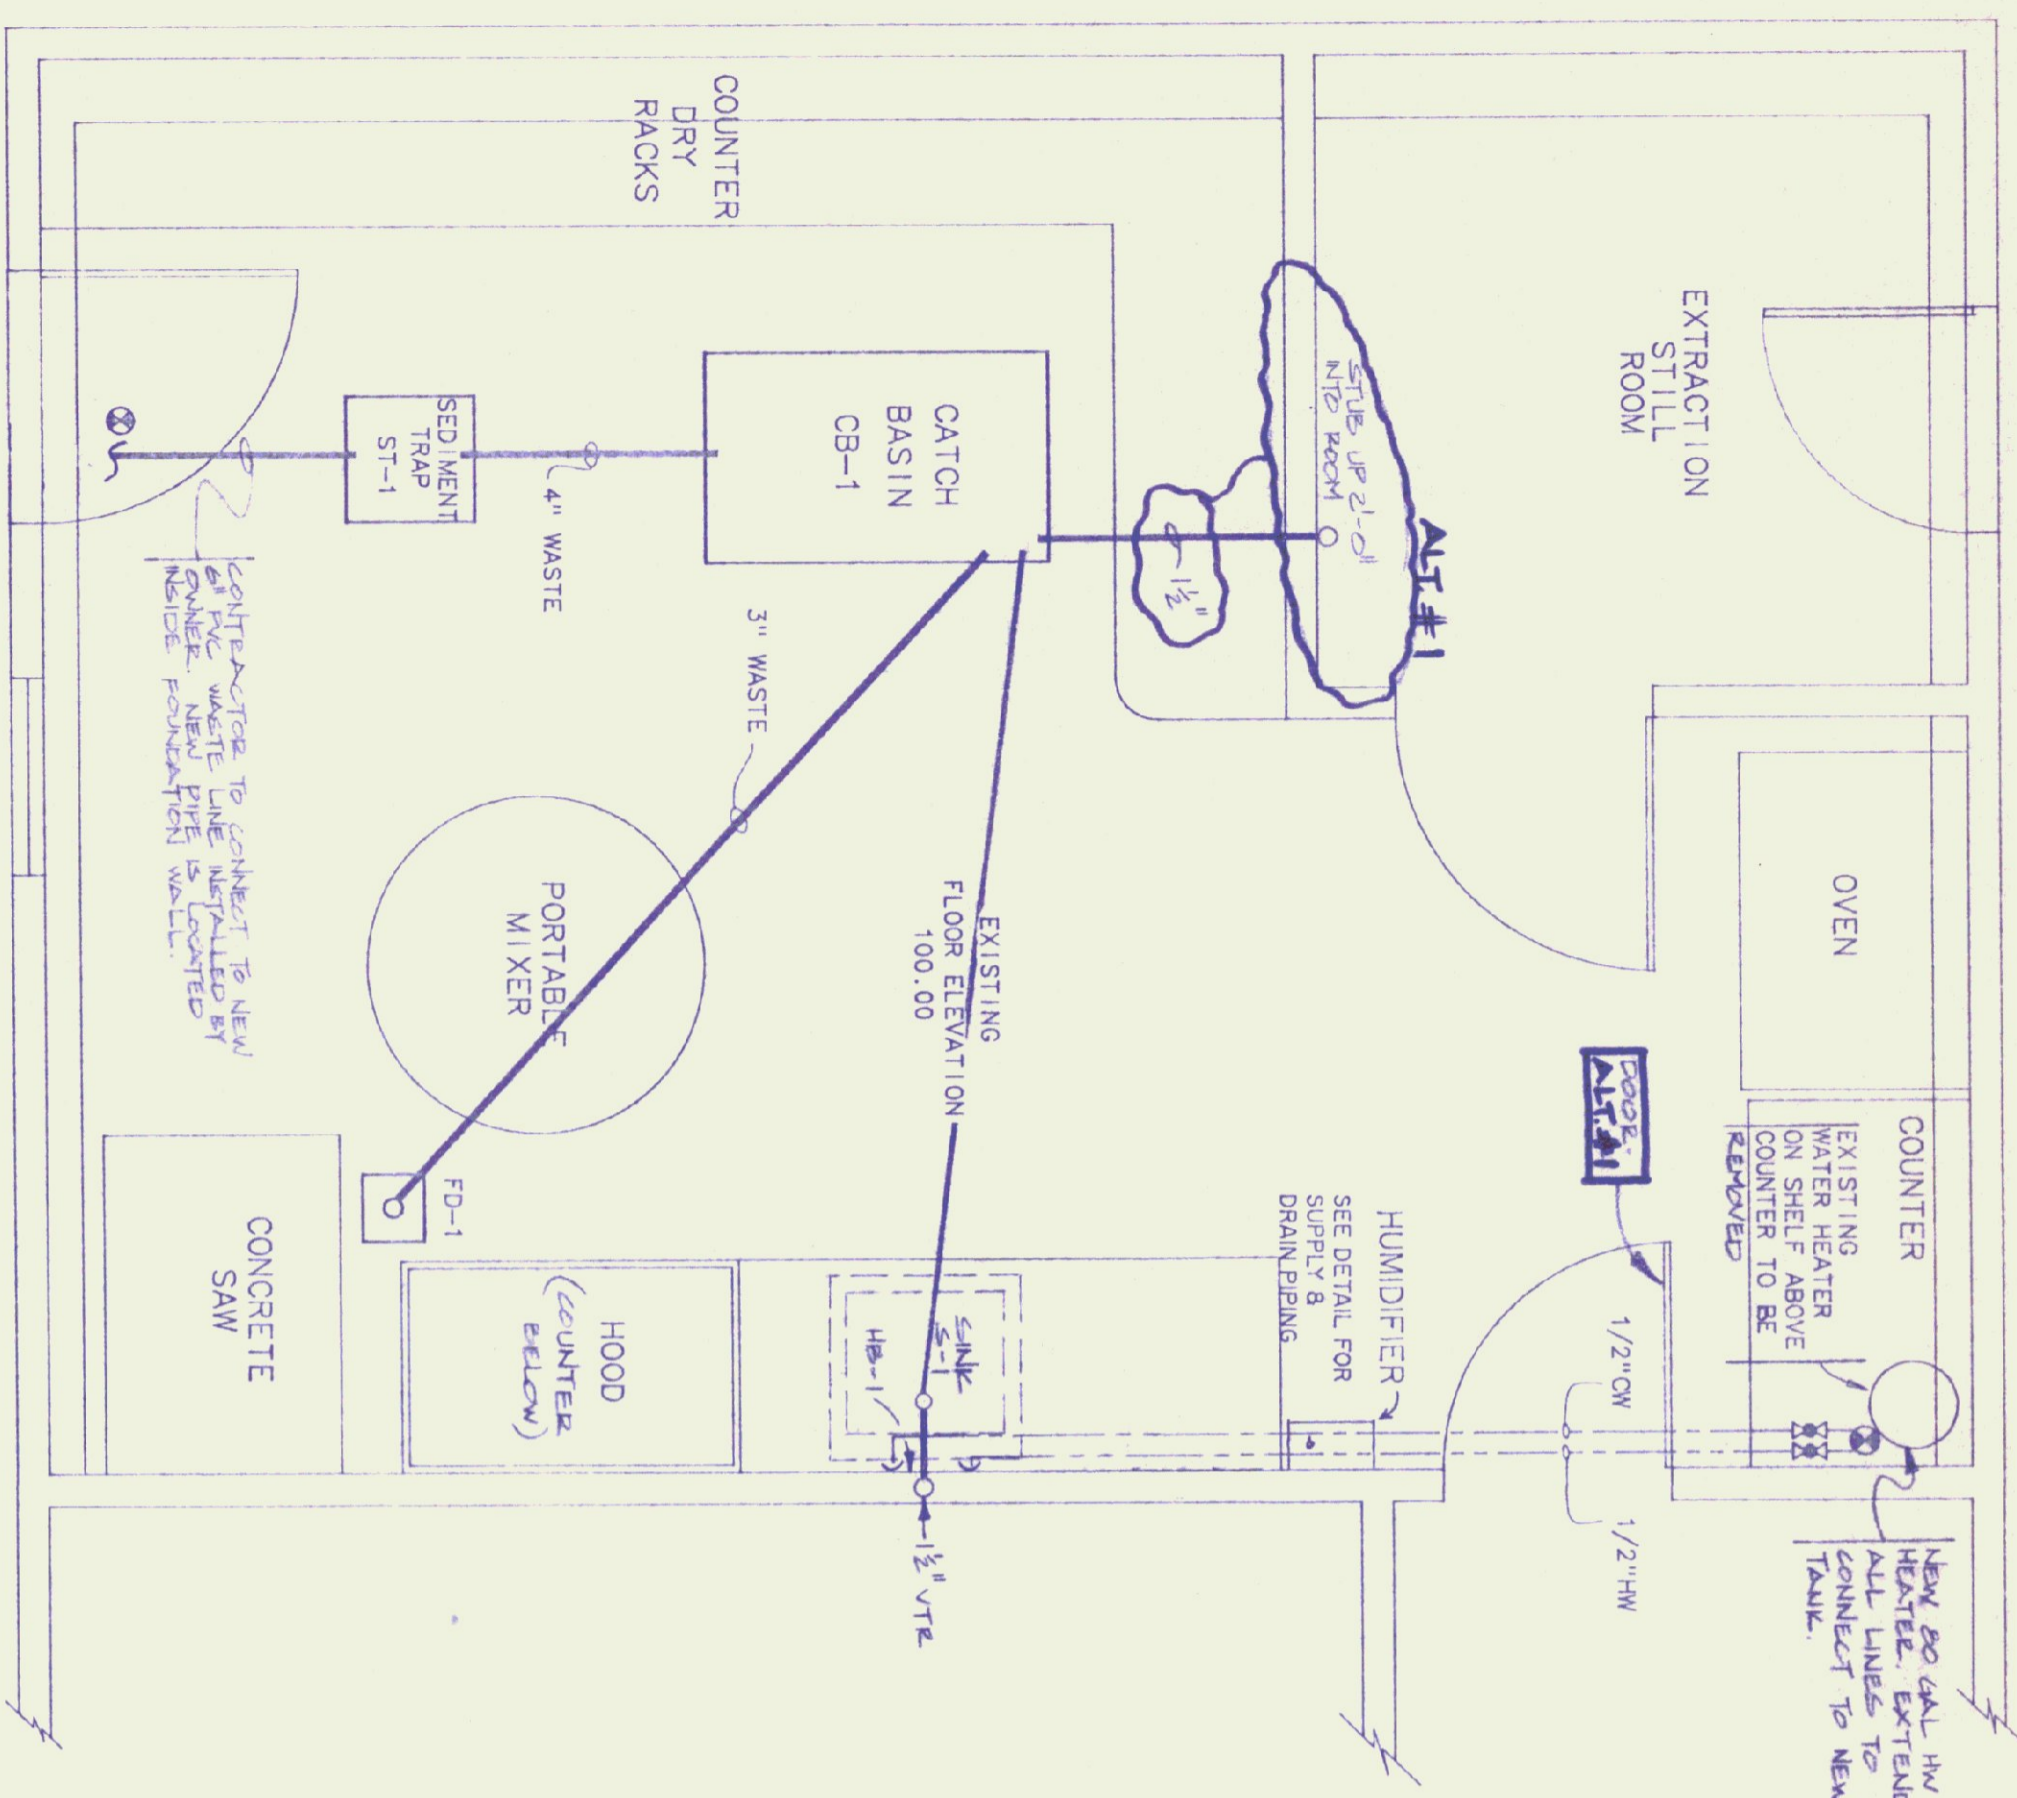 EXTRACTION
STILL
ROOM
OVEN
COUNTER
EXISTING
WATER HEATER
ON SHELF ABOVE
COUNTER TO BE
REMOVED
NEW 80 GAL HW
HEATER. EXTEND
ALL LINES TO
CONNECT TO NEW
TANK.
DOOR
ALT. #1
1/2"CW
1/2"HW
ALT. #1
STUB UP 2'-0"
INTO ROOM
1½"
HUMIDIFIER
SEE DETAIL FOR
SUPPLY &
DRAIN PIPING
COUNTER
DRY
RACKS
CATCH
BASIN
CB-1
EXISTING
FLOOR ELEVATION
100.00
SINK
S-1
HB-1
1½" VTR
3" WASTE
4" WASTE
SEDIMENT
TRAP
ST-1
PORTABLE
MIXER
FD-1
HOOD
(COUNTER
BELOW)
CONTRACTOR TO CONNECT TO NEW
6" PVC WASTE LINE INSTALLED BY
OWNER. NEW PIPE IS LOCATED
INSIDE FOUNDATION WALL.
CONCRETE
SAW